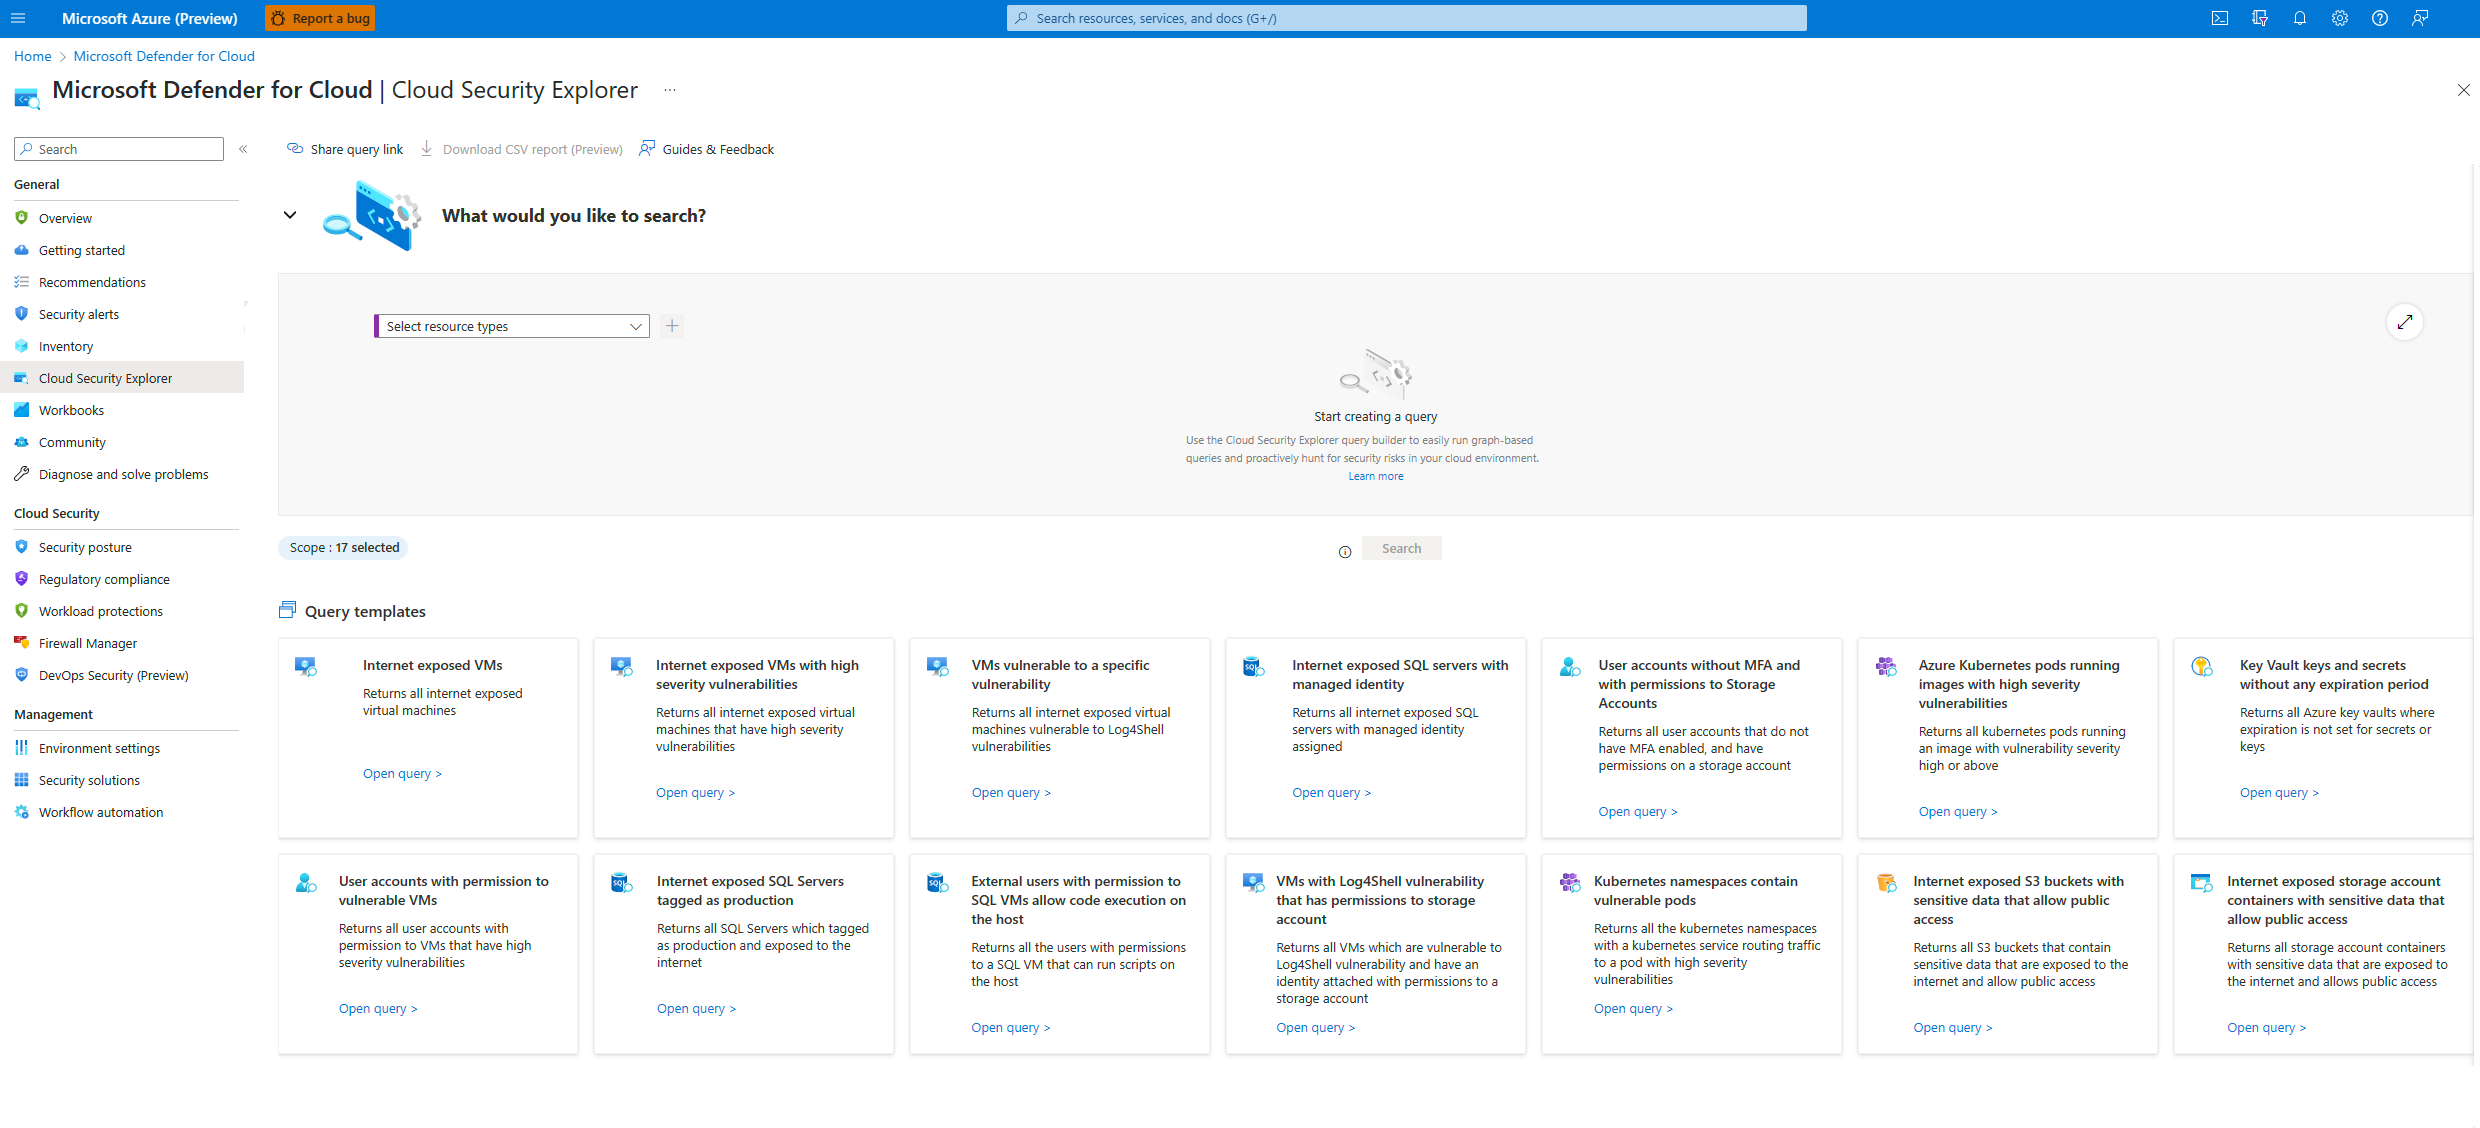 Microsoft Azure (Preview)
Report a bug
Search resources, services, and docs (G+/)
Home > Microsoft Defender for Cloud
Microsoft Defender for Cloud | Cloud Security Explorer ...
Search
«
Share query link
Download CSV report (Preview)
Guides & Feedback
General
Overview
Getting started
Recommendations
Security alerts
Inventory
Cloud Security Explorer
Workbooks
Community
Diagnose and solve problems
Cloud Security
Security posture
Regulatory compliance
Workload protections
Firewall Manager
DevOps Security (Preview)
Management
Environment settings
Security solutions
Workflow automation
What would you like to search?
Select resource types
Start creating a query
Use the Cloud Security Explorer query builder to easily run graph-based
queries and proactively hunt for security risks in your cloud environment.
Learn more
Scope : 17 selected
Search
Query templates
Internet exposed VMs
Returns all internet exposed
virtual machines
Open query >
Internet exposed VMs with high
severity vulnerabilities
Returns all internet exposed virtual
machines that have high severity
vulnerabilities
Open query >
VMs vulnerable to a specific
vulnerability
Returns all internet exposed virtual
machines vulnerable to Log4Shell
vulnerabilities
Open query >
Internet exposed SQL servers with
managed identity
Returns all internet exposed SQL
servers with managed identity
assigned
Open query >
User accounts without MFA and
with permissions to Storage
Accounts
Returns all user accounts that do not
have MFA enabled, and have
permissions on a storage account
Open query >
Azure Kubernetes pods running
images with high severity
vulnerabilities
Returns all kubernetes pods running
an image with vulnerability severity
high or above
Open query >
Key Vault keys and secrets
without any expiration period
Returns all Azure key vaults where
expiration is not set for secrets or
keys
Open query >
User accounts with permission to
vulnerable VMs
Returns all user accounts with
permission to VMs that have high
severity vulnerabilities
Open query >
Internet exposed SQL Servers
tagged as production
Returns all SQL Servers which tagged
as production and exposed to the
internet
Open query >
External users with permission to
SQL VMs allow code execution on
the host
Returns all the users with permissions
to a SQL VM that can run scripts on
the host
Open query >
VMs with Log4Shell vulnerability
that has permissions to storage
account
Returns all VMs which are vulnerable to
Log4Shell vulnerability and have an
identity attached with permissions to a
storage account
Open query >
Kubernetes namespaces contain
vulnerable pods
Returns all the kubernetes namespaces
with a kubernetes service routing traffic
to a pod with high severity
vulnerabilities
Open query >
Internet exposed S3 buckets with
sensitive data that allow public
access
Returns all S3 buckets that contain
sensitive data that are exposed to the
internet and allow public access
Open query >
Internet exposed storage account
containers with sensitive data that
allow public access
Returns all storage account containers
with sensitive data that are exposed to
the internet and allows public access
Open query >